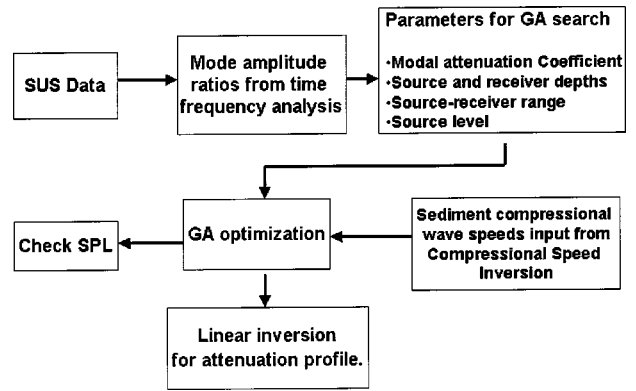 SUS Data
Mode amplitude
ratios from time
frequency analysis
Parameters for GA search
•Modal attenuation Coefficient
•Source and receiver depths
•Source-receiver range
•Source level
Check SPL
GA optimization
Sediment compressional
wave speeds input from
Compressional Speed
Inversion
Linear inversion
for attenuation profile.